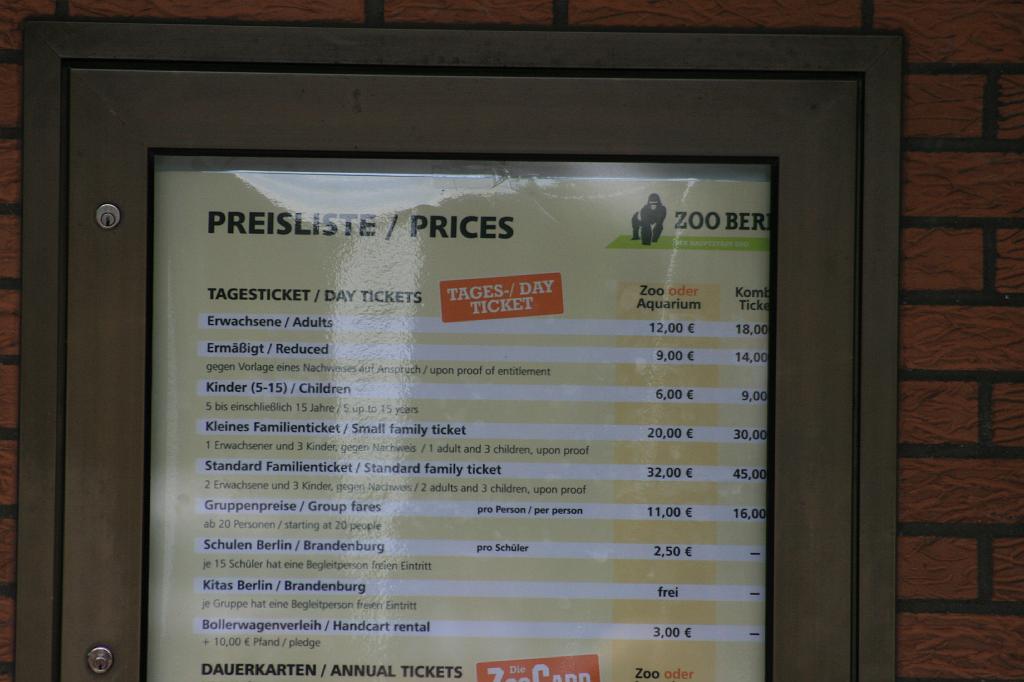 PREISLISTE / PRICES
ZOO BERL
DER HAUPTSTADT ZOO
TAGESTICKET / DAY TICKETS
TAGES-/ DAY
TICKET
Zoo oder
Aquarium
Komb
Ticke
Erwachsene / Adults 12,00 € 18,00
Ermäßigt / Reduced 9,00 € 14,00
gegen Vorlage eines Nachweises auf Anspruch / upon proof of entitlement
Kinder (5-15) / Children 6,00 € 9,00
5 bis einschließlich 15 Jahre / 5 up to 15 years
Kleines Familienticket / Small family ticket 20,00 € 30,00
1 Erwachsener und 3 Kinder, gegen Nachweis / 1 adult and 3 children, upon proof
Standard Familienticket / Standard family ticket 32,00 € 45,00
2 Erwachsene und 3 Kinder, gegen Nachweis / 2 adults and 3 children, upon proof
Gruppenpreise / Group fares pro Person / per person 11,00 € 16,00
ab 20 Personen / starting at 20 people
Schulen Berlin / Brandenburg pro Schüler 2,50 € –
je 15 Schüler hat eine Begleitperson freien Eintritt
Kitas Berlin / Brandenburg frei –
je Gruppe hat eine Begleitperson freien Eintritt
Bollerwagenverleih / Handcart rental 3,00 € –
+ 10,00 € Pfand / pledge
DAUERKARTEN / ANNUAL TICKETS
Die
ZOOCARD
Zoo oder